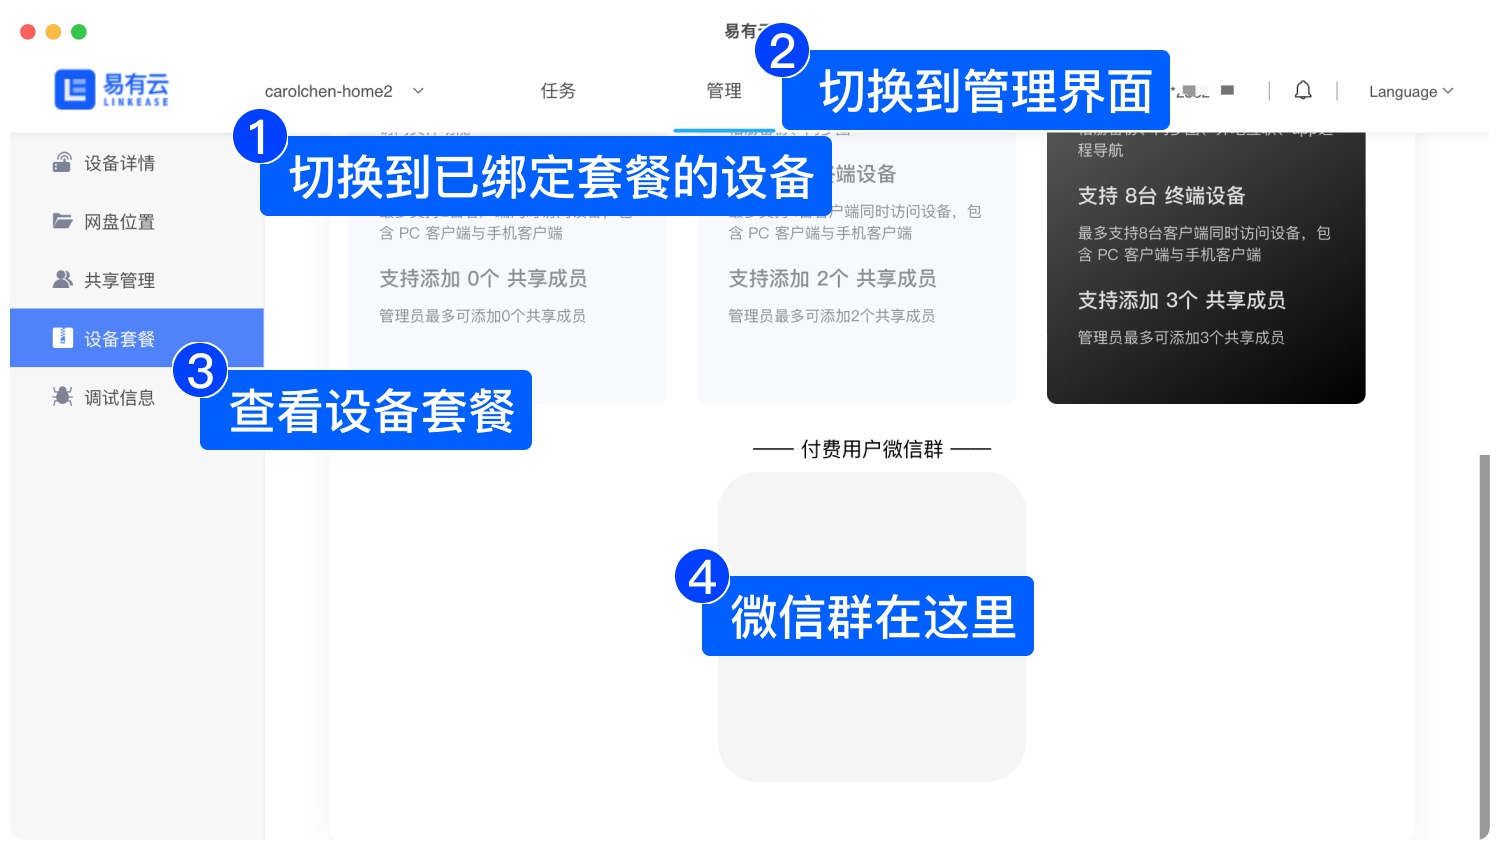 易有
易有云
LINKEASE
carolchen-home2
任务
管理
Language
2
切换到管理界面
1
切换到已绑定套餐的设备
设备详情
网盘位置
共享管理
设备套餐
调试信息
3
查看设备套餐
含 PC 客户端与手机客户端
支持添加 0个 共享成员
管理员最多可添加0个共享成员
终端设备
户端同时访问设备，包
含 PC 客户端与手机客户端
支持添加 2个 共享成员
管理员最多可添加2个共享成员
程导航
支持 8台 终端设备
最多支持8台客户端同时访问设备，包
含 PC 客户端与手机客户端
支持添加 3个 共享成员
管理员最多可添加3个共享成员
付费用户微信群
4
微信群在这里